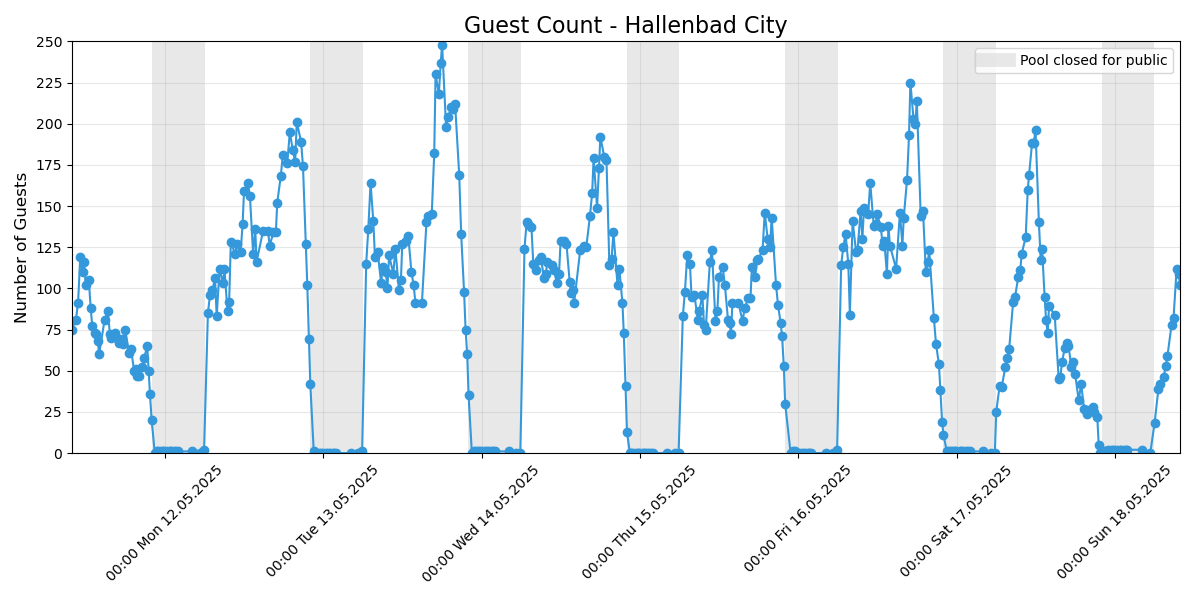 Guest Count - Hallenbad City
Pool closed for public
Number of Guests
250
225
200
175
150
125
100
75
50
25
0
00:00 Mon 12.05.2025
00:00 Tue 13.05.2025
00:00 Wed 14.05.2025
00:00 Thu 15.05.2025
00:00 Fri 16.05.2025
00:00 Sat 17.05.2025
00:00 Sun 18.05.2025